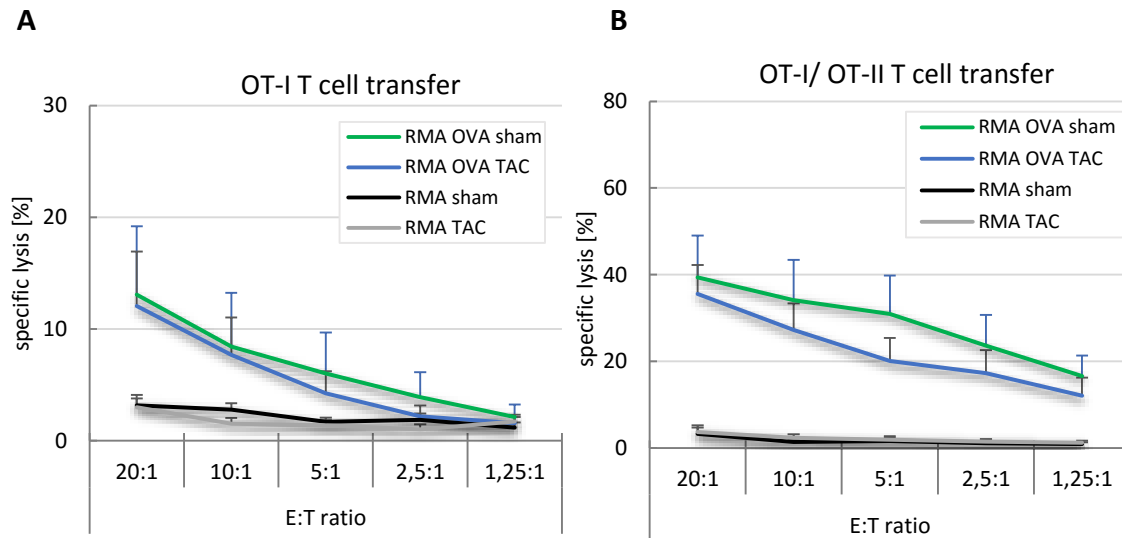 A
OT-I T cell transfer
specific lysis [%]
30
20
10
0
RMA OVA sham
RMA OVA TAC
RMA sham
RMA TAC
20:1 10:1 5:1 2,5:1 1,25:1
E:T ratio
B
OT-I/ OT-II T cell transfer
specific lysis [%]
80
60
40
20
0
RMA OVA sham
RMA OVA TAC
RMA sham
RMA TAC
20:1 10:1 5:1 2,5:1 1,25:1
E:T ratio